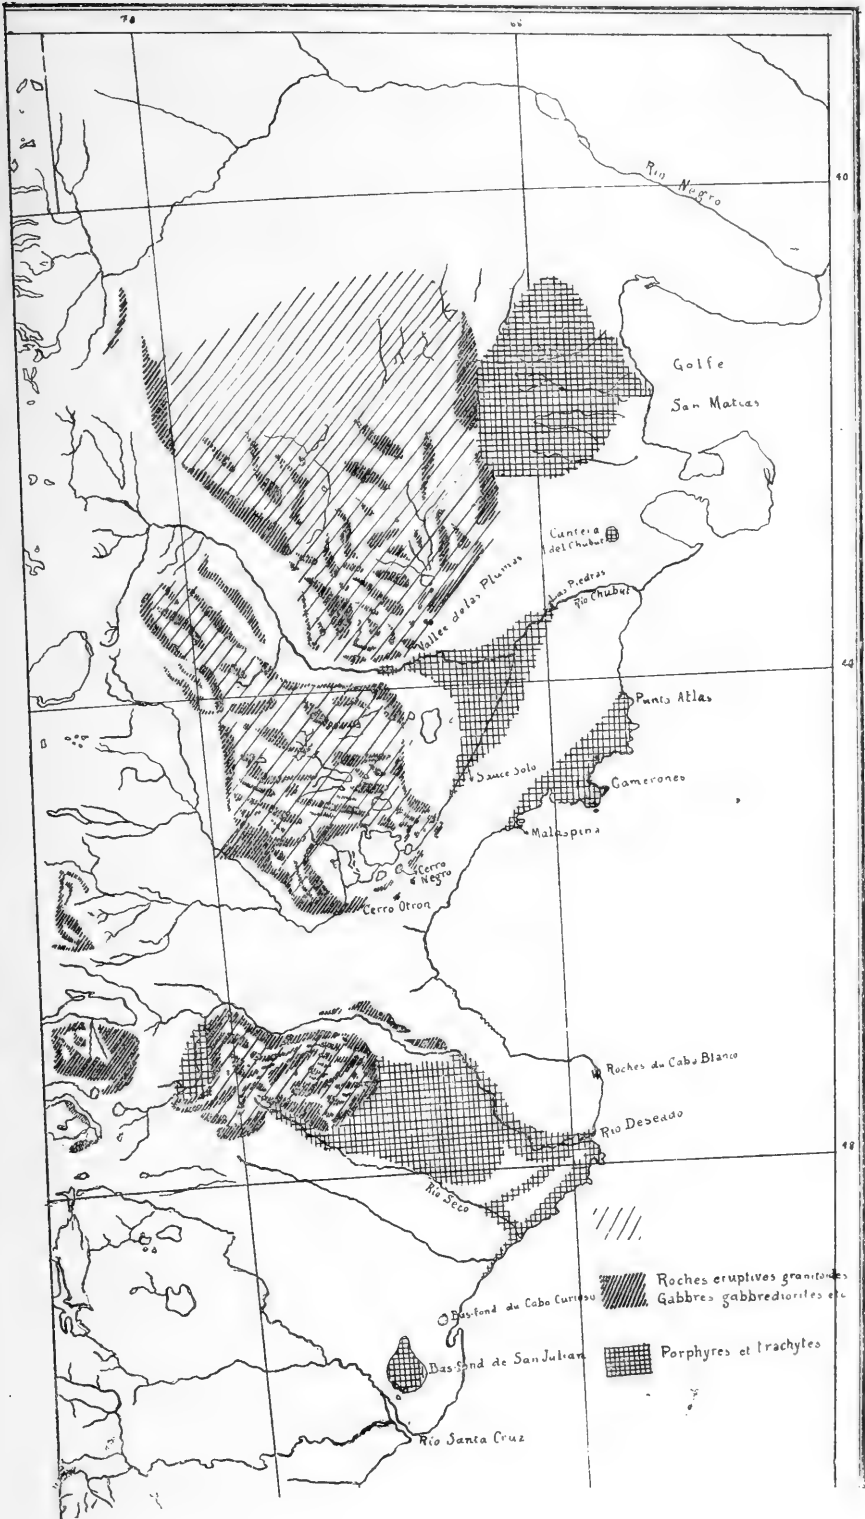 70
66
40
Rio Negro
Golfe
San Matias
Cantera
del Chubut
Las Piedras
Rio Chubut
Vallée de las Plumas
44
Punta Atlas
Sauce Solo
Camerones
Malaspina
Cerro
Negro
Cerro Otron
Roches du Cabo Blanco
Rio Deseado
48
Rio Seco
Roches eruptives granitoides
Gabbres gabbrediorites etc
Bas-fond du Cabo Curioso
Porphyres et trachytes
Bas-fond de San Julian
Rio Santa Cruz